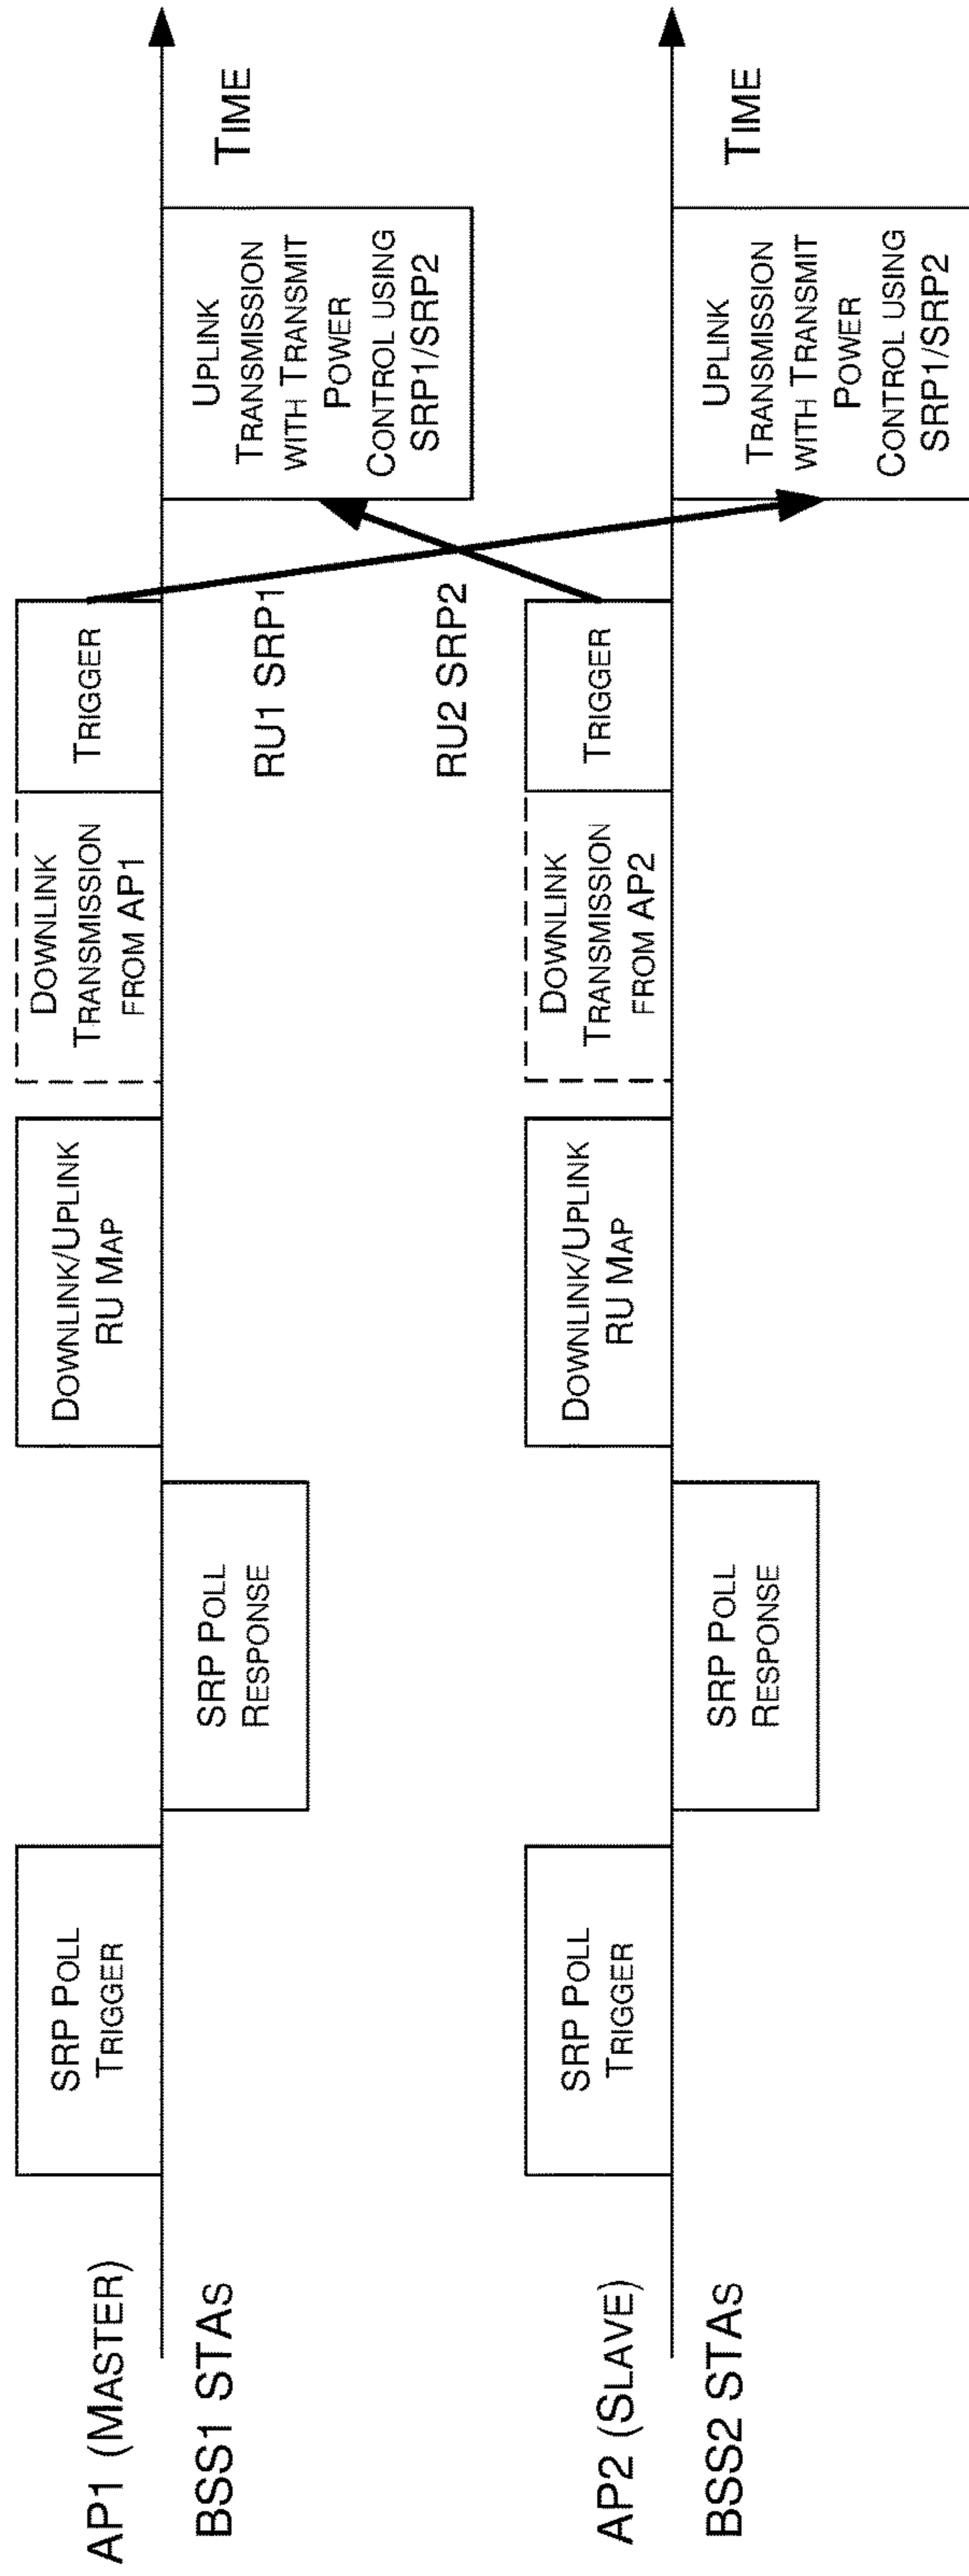 AP1 (MASTER)
BSS1 STAS
SRP POLL
TRIGGER
SRP POLL
RESPONSE
DOWNLINK/UPLINK
RU MAP
DOWNLINK
TRANSMISSION
FROM AP1
TRIGGER
RU1 SRP1
RU2 SRP2
UPLINK
TRANSMISSION
WITH TRANSMIT
POWER
CONTROL USING
SRP1/SRP2
TIME
AP2 (SLAVE)
BSS2 STAS
SRP POLL
TRIGGER
SRP POLL
RESPONSE
DOWNLINK/UPLINK
RU MAP
DOWNLINK
TRANSMISSION
FROM AP2
TRIGGER
UPLINK
TRANSMISSION
WITH TRANSMIT
POWER
CONTROL USING
SRP1/SRP2
TIME